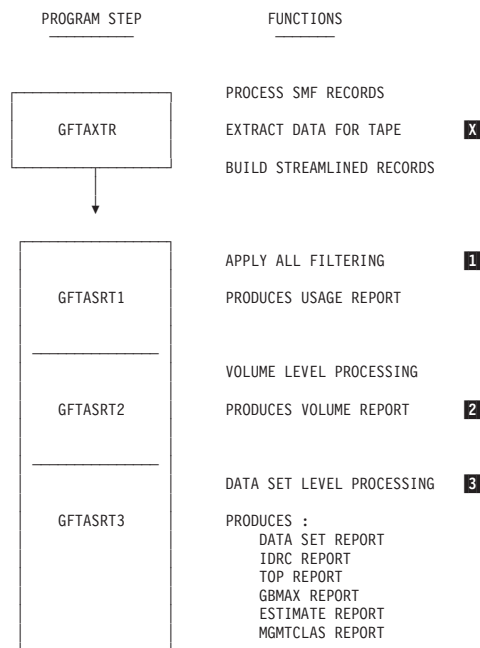 PROGRAM STEP FUNCTIONS
PROCESS SMF RECORDS
GFTAXTR EXTRACT DATA FOR TAPE X
BUILD STREAMLINED RECORDS
APPLY ALL FILTERING 1
GFTASRT1 PRODUCES USAGE REPORT
VOLUME LEVEL PROCESSING
GFTASRT2 PRODUCES VOLUME REPORT 2
DATA SET LEVEL PROCESSING 3
GFTASRT3 PRODUCES :
DATA SET REPORT
IDRC REPORT
TOP REPORT
GBMAX REPORT
ESTIMATE REPORT
MGMTCLAS REPORT